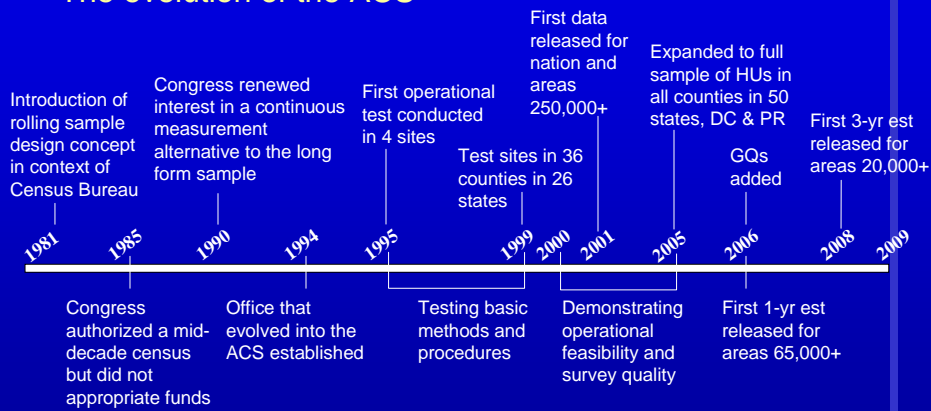 The evolution of the ACS
Introduction of
rolling sample
design concept
in context of
Census Bureau
Congress renewed
interest in a continuous
measurement
alternative to the long
form sample
First operational
test conducted
in 4 sites
Test sites in 36
counties in 26
states
First data
released for
nation and
areas
250,000+
Expanded to full
sample of HUs in
all counties in 50
states, DC & PR
GQs
added
First 3-yr est
released for
areas 20,000+
1981 1985 1990 1994 1995 1999 2000 2001 2005 2006 2008 2009
Congress
authorized a mid-
decade census
but did not
appropriate funds
Office that
evolved into the
ACS established
Testing basic
methods and
procedures
Demonstrating
operational
feasibility and
survey quality
First 1-yr est
released for
areas 65,000+